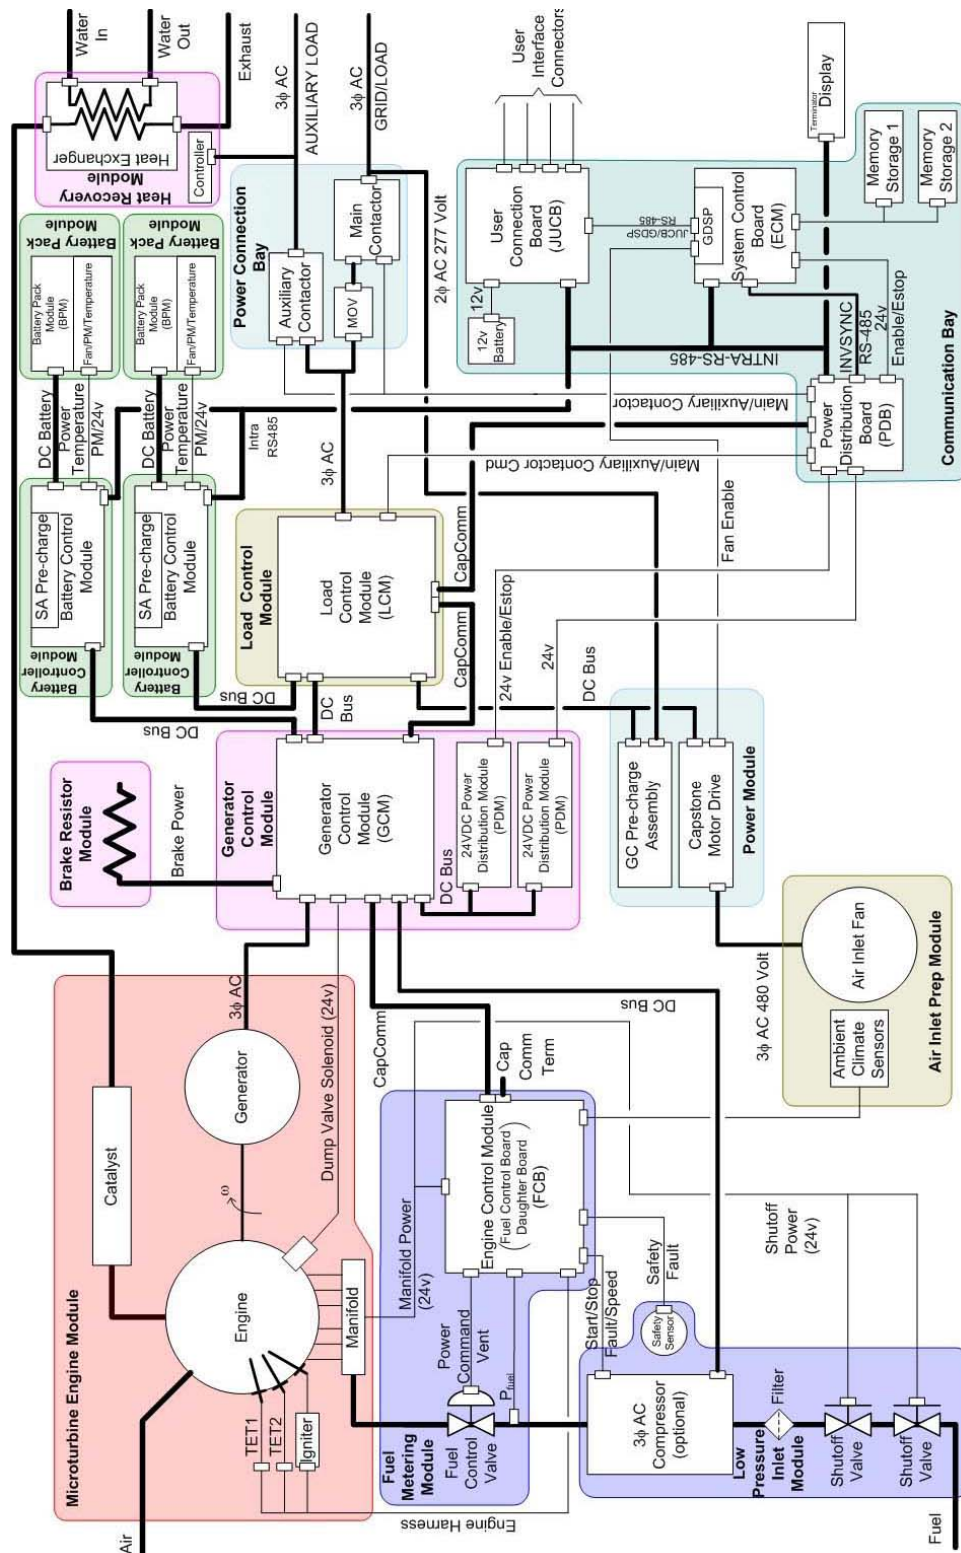 Water
In
Water
Out
Exhaust
3ϕ AC
AUXILIARY LOAD
3ϕ AC
GRID/LOAD
User
Interface
Connectors
Terminator
Display
Heat Exchanger
Heat Recovery
Module
Controller
Battery Pack
Module
(BPM)
Fan/PM/Temperature
Battery Pack
Module
Battery Pack
Module
(BPM)
Fan/PM/Temperature
Battery Pack
Module
Power Connection
Bay
Auxiliary
Contactor
Main
Contactor
MOV
2ϕ AC 277 Volt
User
Connection
Board
(JUCB)
12v
12v
Battery
JUCB/GDSP
RS-485
GDSP
System Control
Board
(ECM)
Memory
Storage 1
Memory
Storage 2
INTRA-RS-485
INVSYNC
RS-485
24v
Enable/Estop
Power
Distribution
Board
(PDB)
Communication Bay
DC Battery
Power
Temperature
PM/24v
DC Battery
Power
Temperature
PM/24v
Intra
RS485
3ϕ AC
Main/Auxiliary Contactor
Main/Auxiliary Contactor Cmd
Fan Enable
SA Pre-charge
Battery Control
Module
Battery
Controller
Module
SA Pre-charge
Battery Control
Module
Battery
Controller
Module
Load Control
Module
Load
Control
Module
(LCM)
CapComm
CapComm
24v Enable/Estop
24v
DC Bus
DC Bus
DC Bus
DC
Bus
Brake Resistor
Module
Brake Power
Generator
Control
Module
Generator
Control
Module
(GCM)
DC Bus
24VDC Power
Distribution Module
(PDM)
24VDC Power
Distribution Module
(PDM)
GC Pre-charge
Assembly
Capstone
Motor Drive
Power Module
3ϕ AC 480 Volt
Air Inlet Fan
Ambient
Climate
Sensors
Air Inlet Prep Module
Microturbine Engine Module
Catalyst
Generator
3ϕ AC
ω
Engine
Dump Valve Solenoid (24v)
Manifold
TET1
TET2
Igniter
Air
CapComm
Cap
Comm
Term
DC Bus
Manifold Power
(24v)
Engine Control Module
(Fuel Control Board
Daughter Board)
(FCB)
Power
Command
Vent
Pfuel
Fuel
Metering
Module
Fuel
Control
Valve
Engine Harness
Start/Stop
Fault/Speed
Safety
Fault
Safety
Sensor
Shutoff
Power
(24v)
3ϕ AC
Compressor
(optional)
Low
Pressure
Inlet
Module
Filter
Shutoff
Valve
Shutoff
Valve
Fuel